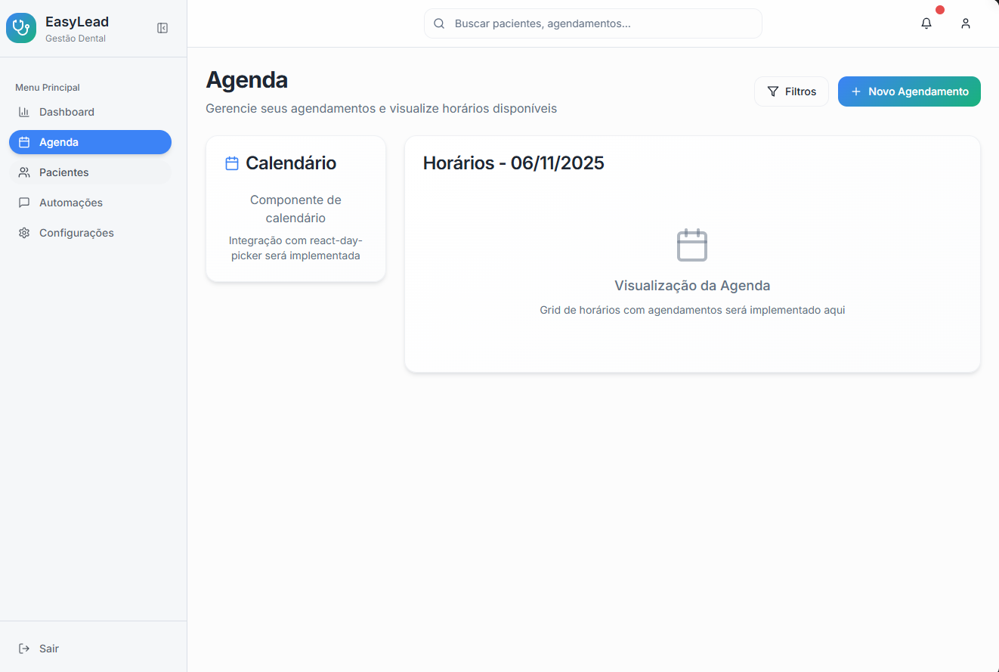 EasyLead
Gestão Dental
Buscar pacientes, agendamentos...
Menu Principal
Dashboard
Agenda
Pacientes
Automações
Configurações
Sair
Agenda
Gerencie seus agendamentos e visualize horários disponíveis
Filtros
Novo Agendamento
Calendário
Componente de
calendário
Integração com react-day-
picker será implementada
Horários - 06/11/2025
Visualização da Agenda
Grid de horários com agendamentos será implementado aqui